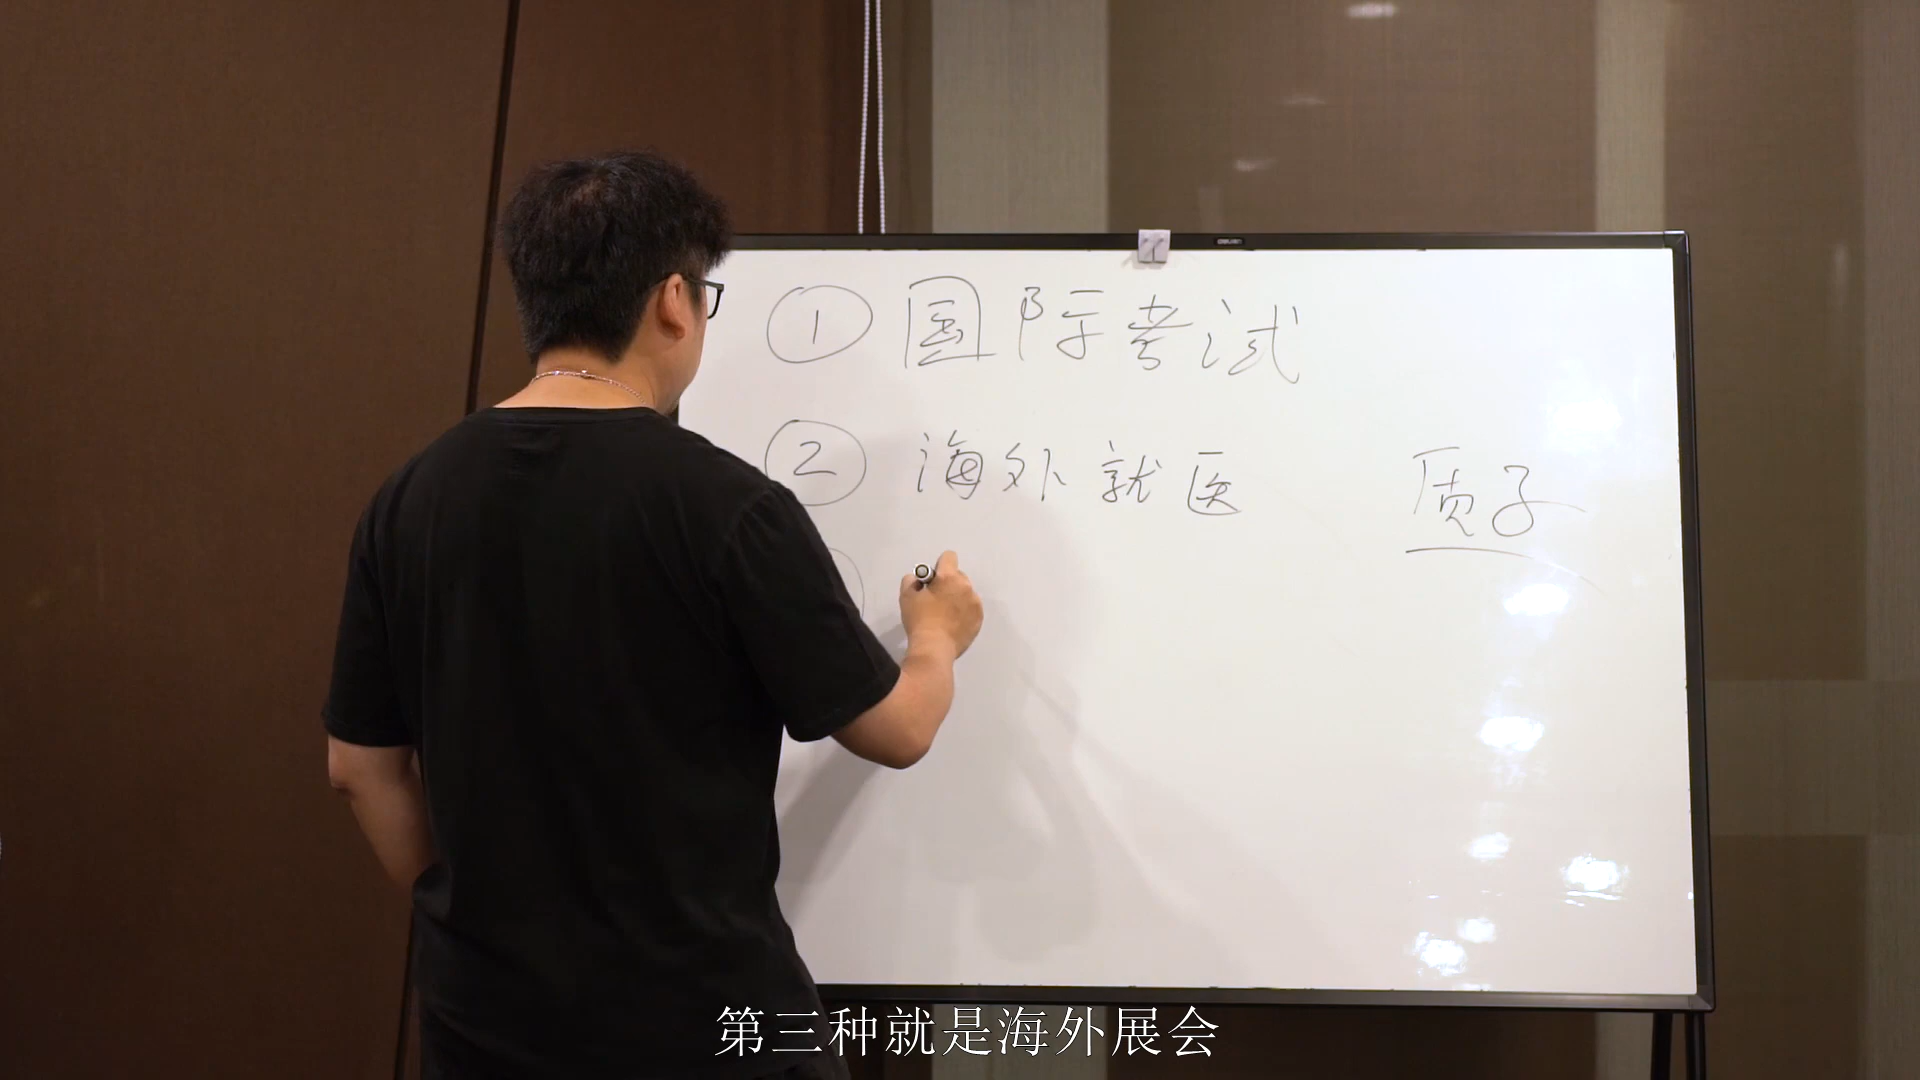 ① 国际考试
② 海外就医 质子
第三种就是海外展会